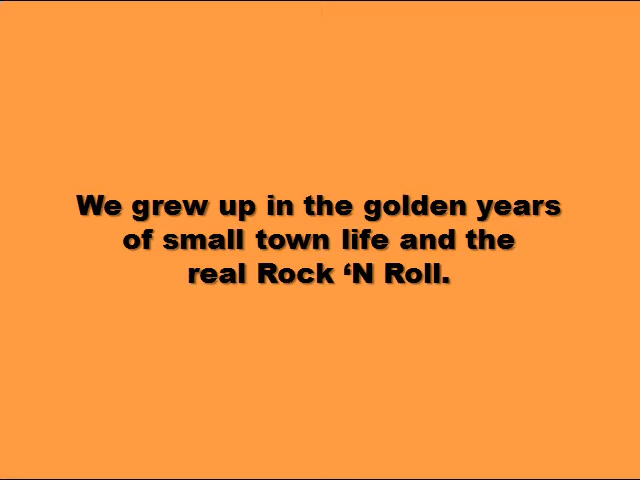 We grew up in the golden years
of small town life and the
real Rock ‘N Roll.